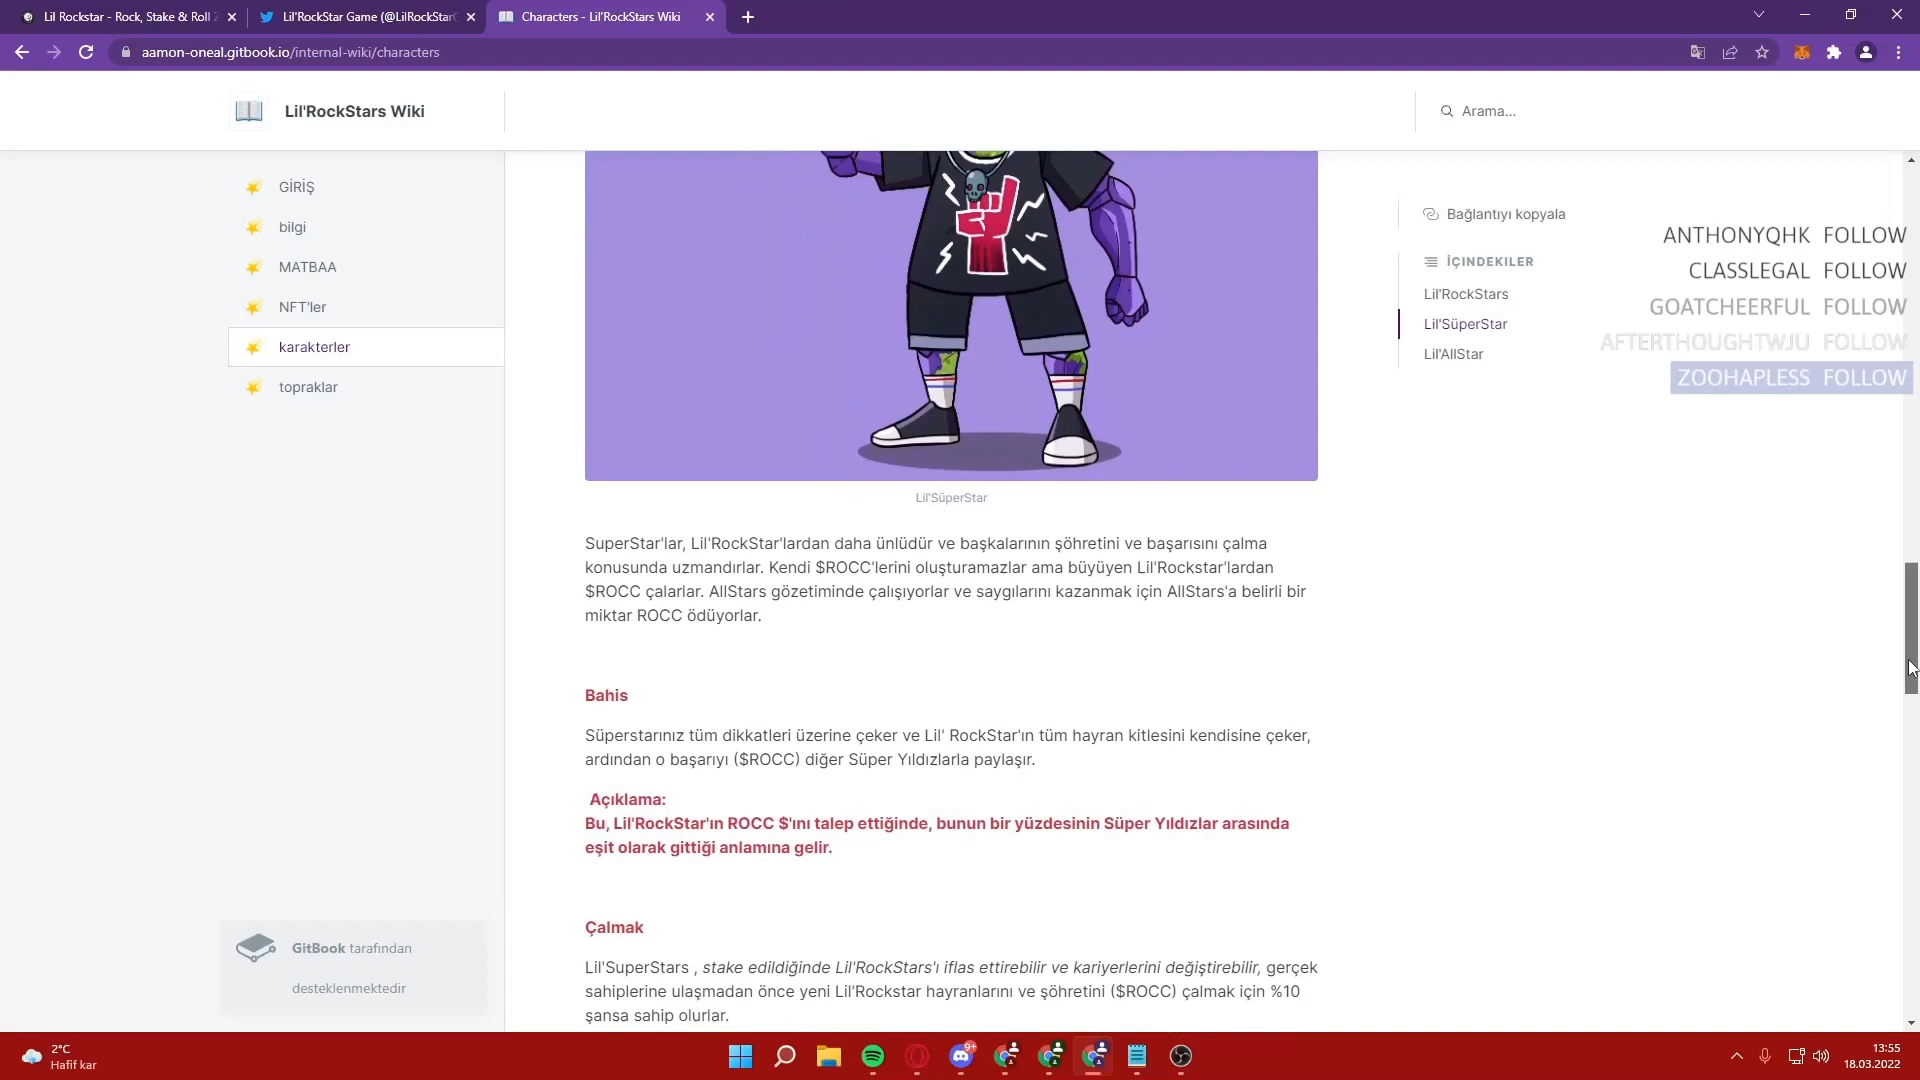 Lil Rockstar - Rock, Stake & Roll
Lil'RockStar Game (@LilRockStar
Characters - Lil'RockStars Wiki
aamon-oneal.gitbook.io/internal-wiki/characters
Lil'RockStars Wiki
Arama...
GİRİŞ
bilgi
MATBAA
NFT'ler
karakterler
topraklar
GitBook tarafından
desteklenmektedir
Lil'SüperStar
SuperStar'lar, Lil'RockStar'lardan daha ünlüdür ve başkalarının şöhretini ve başarısını çalma
konusunda uzmandırlar. Kendi $ROCC'lerini oluşturamazlar ama büyüyen Lil'Rockstar'lardan
$ROCC çalarlar. AllStars gözetiminde çalışıyorlar ve saygılarını kazanmak için AllStars'a belirli bir
miktar ROCC ödüyorlar.
Bahis
Süperstarınız tüm dikkatleri üzerine çeker ve Lil' RockStar'ın tüm hayran kitlesini kendisine çeker,
ardından o başarıyı ($ROCC) diğer Süper Yıldızlarla paylaşır.
Açıklama:
Bu, Lil'RockStar'ın ROCC $'ını talep ettiğinde, bunun bir yüzdesinin Süper Yıldızlar arasında
eşit olarak gittiği anlamına gelir.
Çalmak
Lil'SuperStars , stake edildiğinde Lil'RockStars'ı iflas ettirebilir ve kariyerlerini değiştirebilir, gerçek
sahiplerine ulaşmadan önce yeni Lil'Rockstar hayranlarını ve şöhretini ($ROCC) çalmak için %10
şansa sahip olurlar.
Bağlantıyı kopyala
İÇINDEKILER
Lil'RockStars
Lil'SüperStar
Lil'AllStar
ANTHONYQHK FOLLOW
CLASSLEGAL FOLLOW
GOATCHEERFUL FOLLOW
AFTERTHOUGHTWJU FOLLOW
ZOOHAPLESS FOLLOW
2°C
Hafif kar
9+
13:55
18.03.2022